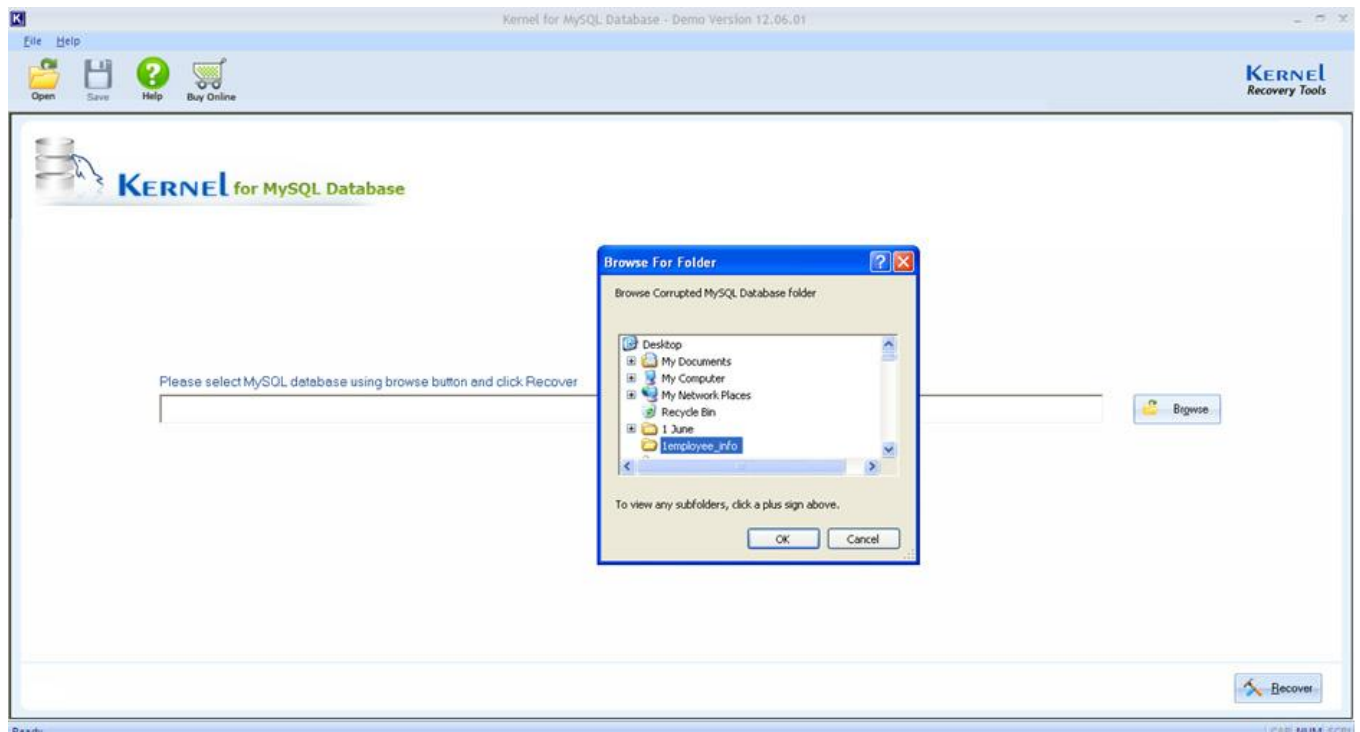 Kernel for MySQL Database - Demo Version 12.06.01
File Help
Open Save Help Buy Online
KERNEL
Recovery Tools
KERNEL for MySQL Database
Browse For Folder
Browse Corrupted MySQL Database folder
Desktop
My Documents
My Computer
My Network Places
Recycle Bin
1 June
1employee_info
Please select MySQL database using browse button and click Recover
Browse
To view any subfolders, click a plus sign above.
OK Cancel
Recover
Ready
CAP NUM SCRL